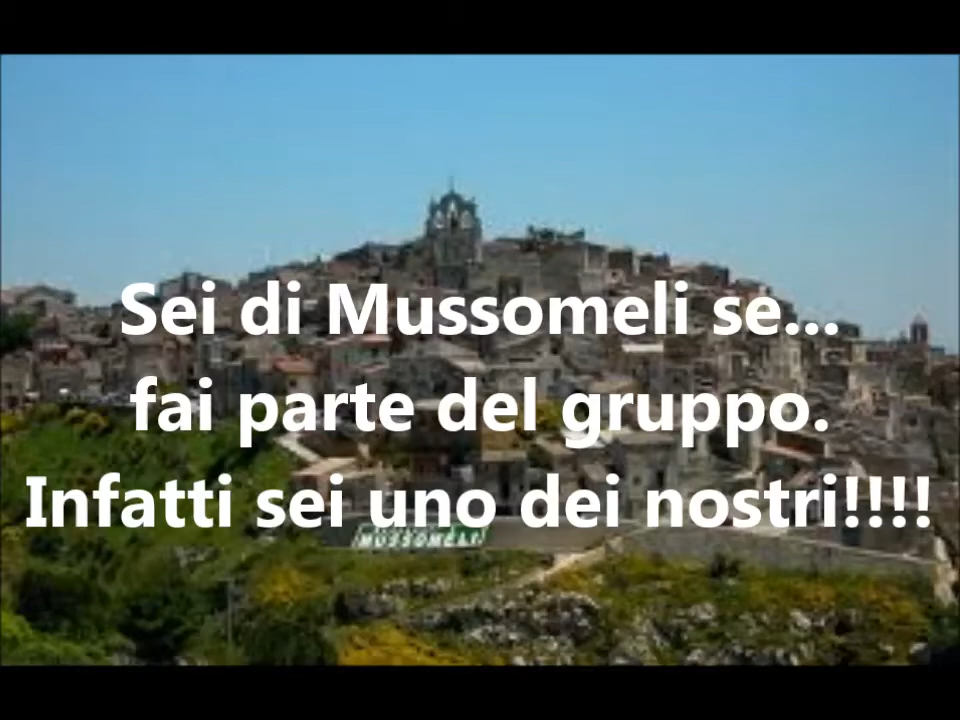 Sei di Mussomeli se...
fai parte del gruppo.
Infatti sei uno dei nostri!!!!
MUSSOMELI